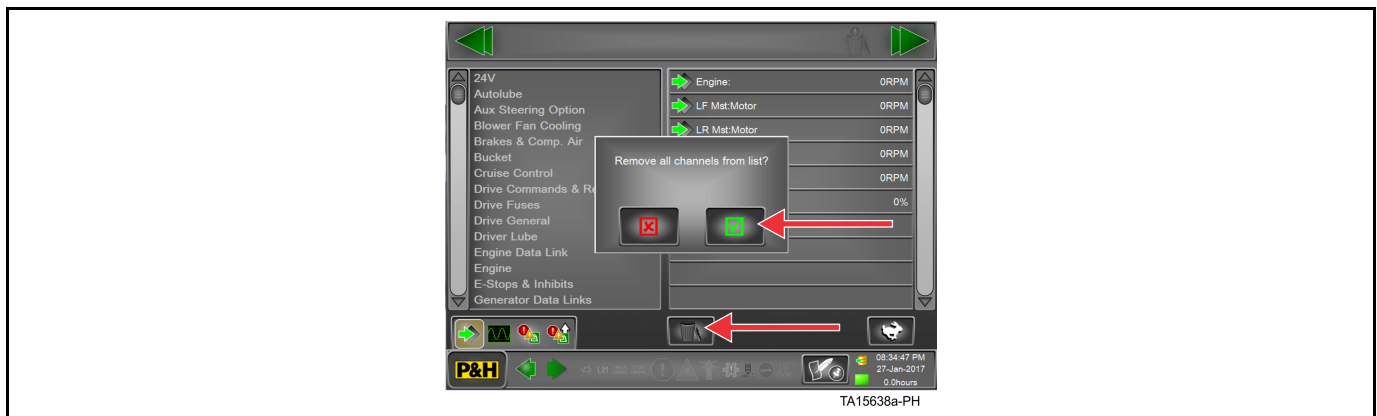 24V
Autolube
Aux Steering Option
Blower Fan Cooling
Brakes & Comp. Air
Bucket
Cruise Control
Drive Commands & Re
Drive Fuses
Drive General
Driver Lube
Engine Data Link
Engine
E-Stops & Inhibits
Generator Data Links
Engine: 0RPM
LF Mst:Motor 0RPM
LR Mst:Motor 0RPM
0RPM
0RPM
0%
Remove all channels from list?
P&H
08:34:47 PM
27-Jan-2017
0.0hours
TA15638a-PH